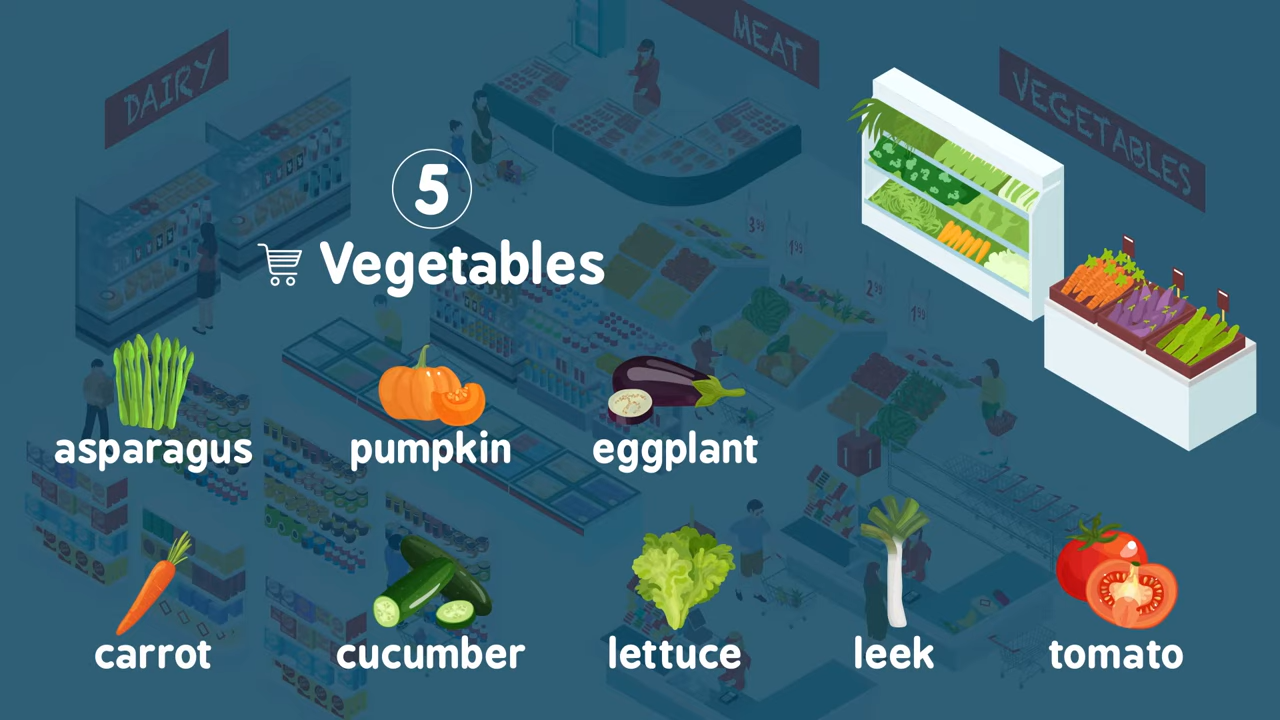 DAIRY
MEAT
VEGETABLES
5
Vegetables
asparagus
pumpkin
eggplant
carrot
cucumber
lettuce
leek
tomato